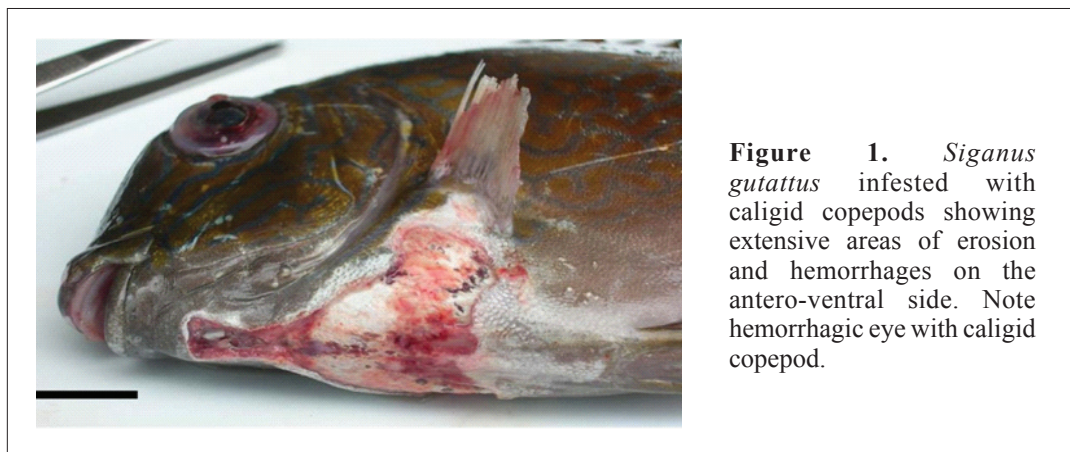 Figure 1. Siganus
gutattus infested with
caligid copepods showing
extensive areas of erosion
and hemorrhages on the
antero-ventral side. Note
hemorrhagic eye with caligid
copepod.